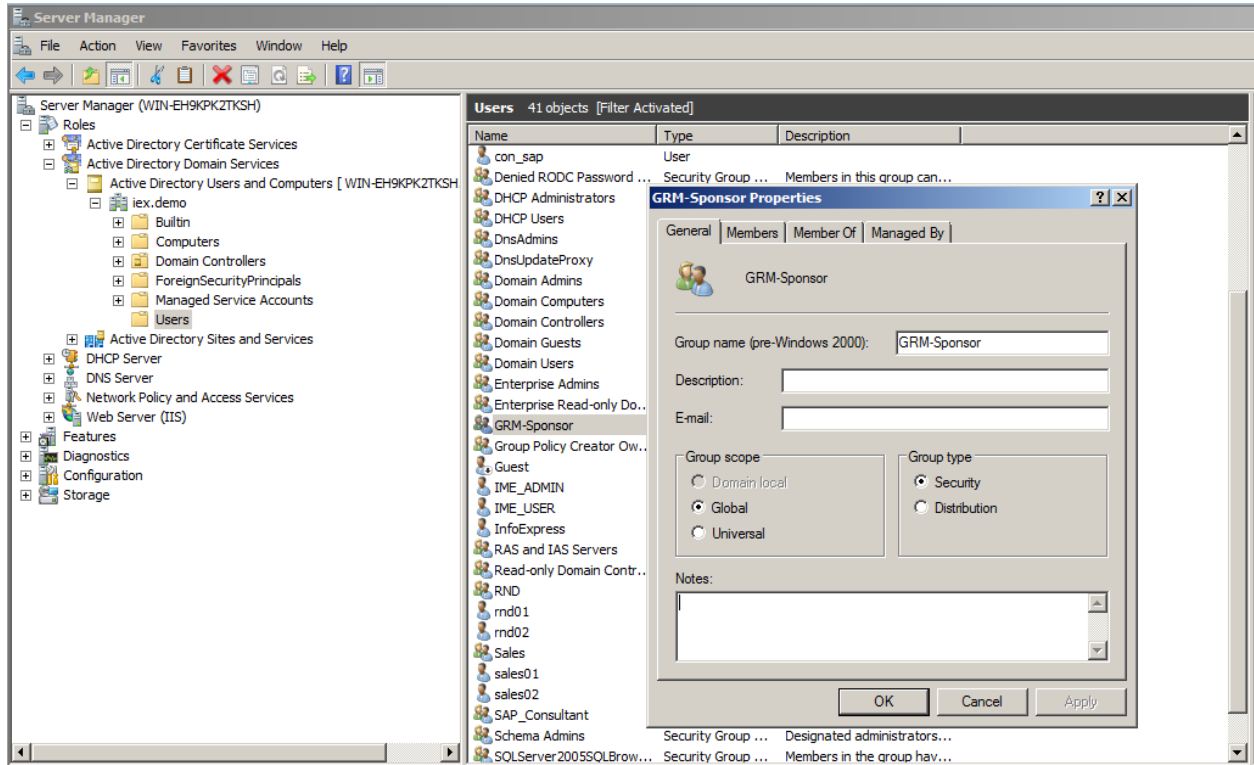 Server Manager
File Action View Favorites Window Help
Server Manager (WIN-EH9KPK2TKSH)
Roles
Active Directory Certificate Services
Active Directory Domain Services
Active Directory Users and Computers [ WIN-EH9KPK2TKSH
iex.demo
Builtin
Computers
Domain Controllers
ForeignSecurityPrincipals
Managed Service Accounts
Users
Active Directory Sites and Services
DHCP Server
DNS Server
Network Policy and Access Services
Web Server (IIS)
Features
Diagnostics
Configuration
Storage
Users 41 objects [Filter Activated]
Name Type Description
con_sap User
Denied RODC Password ... Security Group ... Members in this group can...
DHCP Administrators
DHCP Users
DnsAdmins
DnsUpdateProxy
Domain Admins
Domain Computers
Domain Controllers
Domain Guests
Domain Users
Enterprise Admins
Enterprise Read-only Do...
GRM-Sponsor
Group Policy Creator Ow...
Guest
IME_ADMIN
IME_USER
InfoExpress
RAS and IAS Servers
Read-only Domain Contr...
RND
rnd01
rnd02
Sales
sales01
sales02
SAP_Consultant
Schema Admins Security Group ... Designated administrators...
SQLServer2005SQLBrow... Security Group ... Members in the group hav...
GRM-Sponsor Properties
General Members Member Of Managed By
GRM-Sponsor
Group name (pre-Windows 2000): GRM-Sponsor
Description:
E-mail:
Group scope
Domain local
Global
Universal
Group type
Security
Distribution
Notes:
OK Cancel Apply